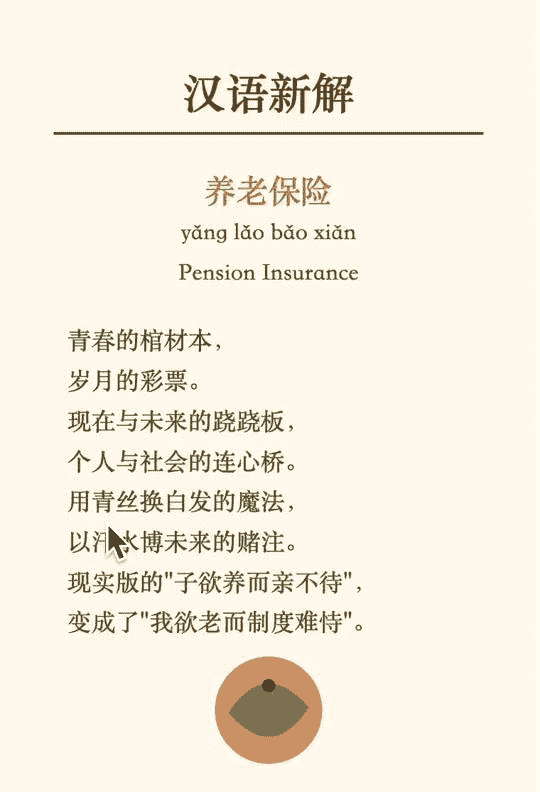 汉语新解
养老保险
yǎng lǎo bǎo xiǎn
Pension Insurance
青春的棺材本，
岁月的彩票。
现在与未来的跷跷板，
个人与社会的连心桥。
用青丝换白发的魔法，
以汗水博未来的赌注。
现实版的"子欲养而亲不待"，
变成了"我欲老而制度难恃"。